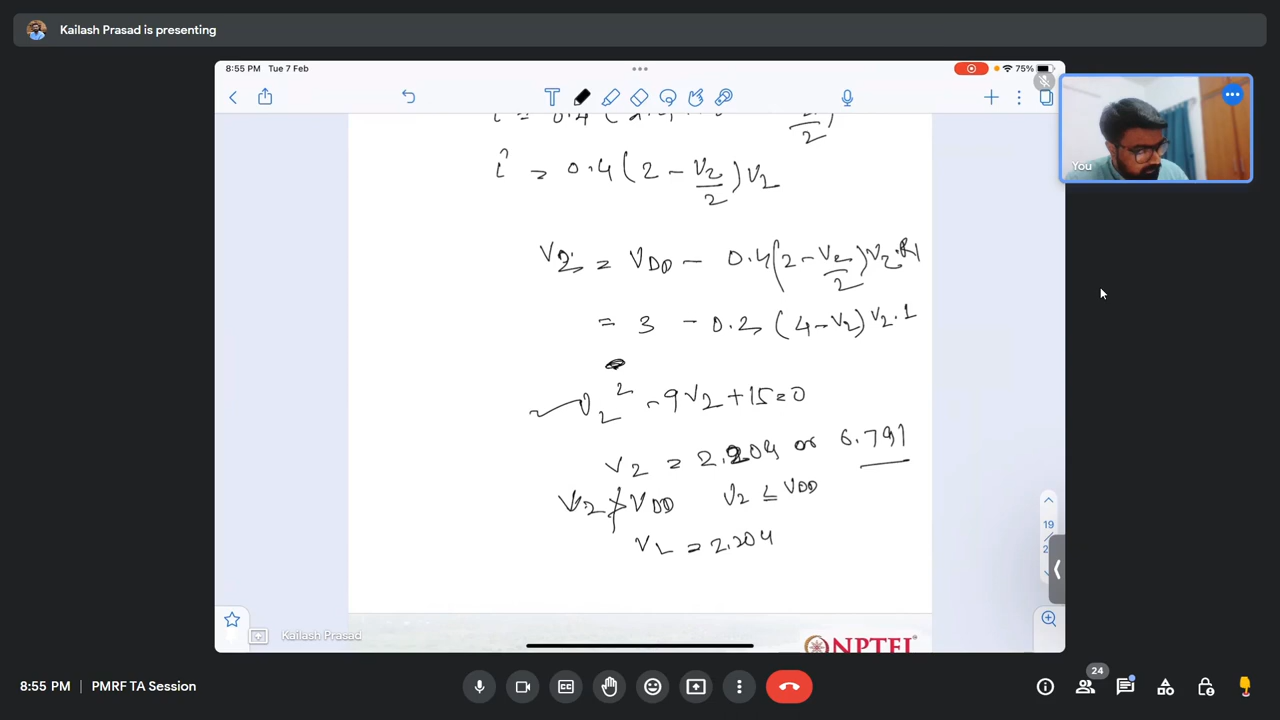 Kailash Prasad is presenting
8:55 PM Tue 7 Feb
75%
You
i = 0.4 (2 - V2/2) V2
V2 = VDD - 0.4 (2 - V2/2) V2.R1
= 3 - 0.2 (4 - V2) V2.1
V2² - 9V2 + 15 = 0
V2 = 2.204 or 6.791
V2 ≯ VDD V2 ≤ VDD
V2 = 2.204
19
Kailash Prasad
NPTEL
8:55 PM PMRF TA Session
24